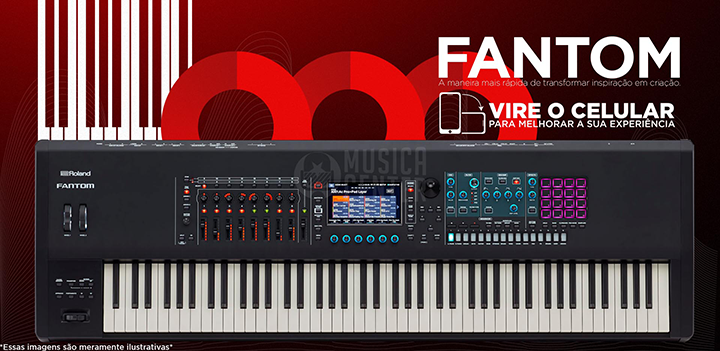 FANTOM
A maneira mais rápida de transformar inspiração em criação.
VIRE O CELULAR
PARA MELHORAR A SUA EXPERIÊNCIA
MUSICA
Roland
FANTOM
*Essas imagens são meramente ilustrativas*